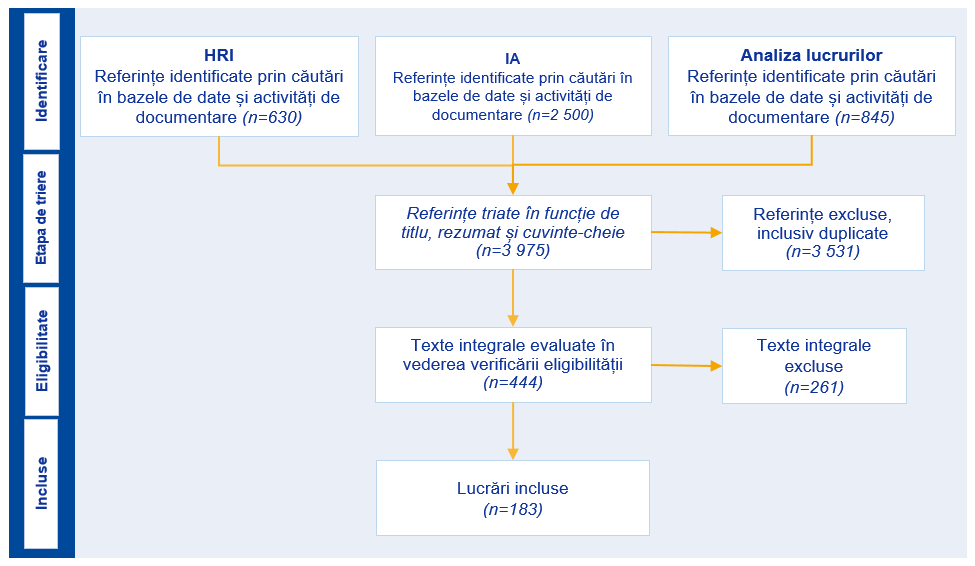 Identificare
HRI
Referințe identificate prin căutări
în bazele de date și activități de
documentare (n=630)
IA
Referințe identificate prin căutări în
bazele de date și activități de
documentare (n=2 500)
Analiza lucrurilor
Referințe identificate prin căutări
în bazele de date și activități de
documentare (n=845)
Etapa de triere
Referințe triate în funcție de
titlu, rezumat și cuvinte-cheie
(n=3 975)
Referințe excluse,
inclusiv duplicate
(n=3 531)
Eligibilitate
Texte integrale evaluate în
vederea verificării eligibilității
(n=444)
Texte integrale
excluse
(n=261)
Incluse
Lucrări incluse
(n=183)